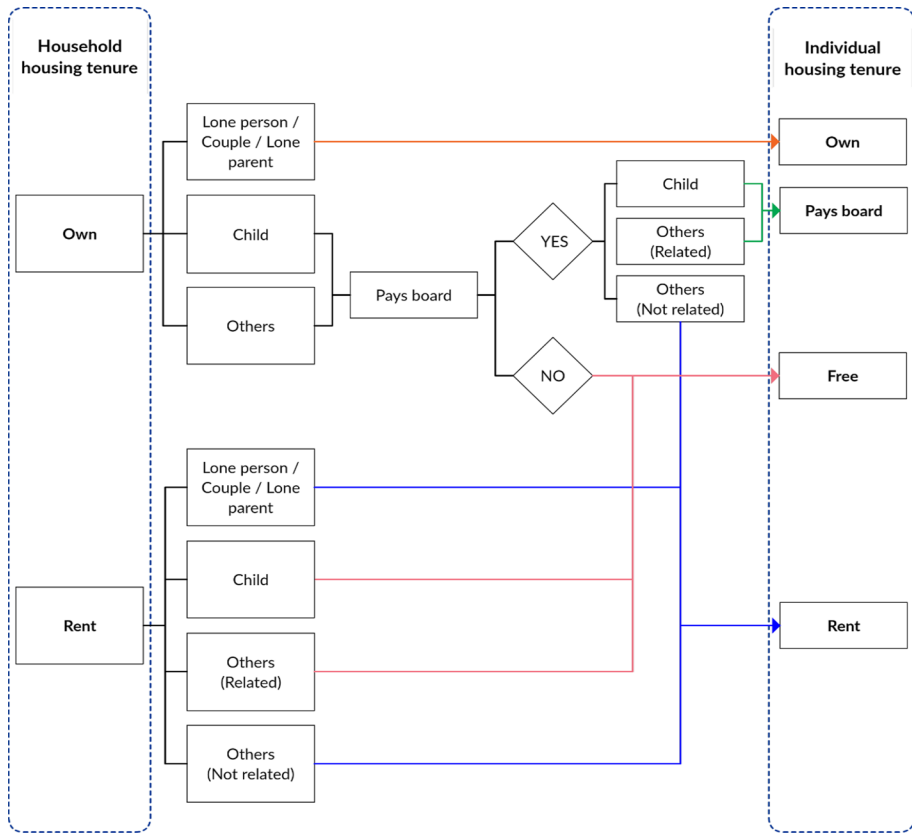 Household
housing tenure
Individual
housing tenure
Lone person /
Couple / Lone
parent
Own
Own
Child
Others
Pays board
YES
NO
Child
Others
(Related)
Others
(Not related)
Pays board
Free
Rent
Lone person /
Couple / Lone
parent
Child
Others
(Related)
Others
(Not related)
Rent